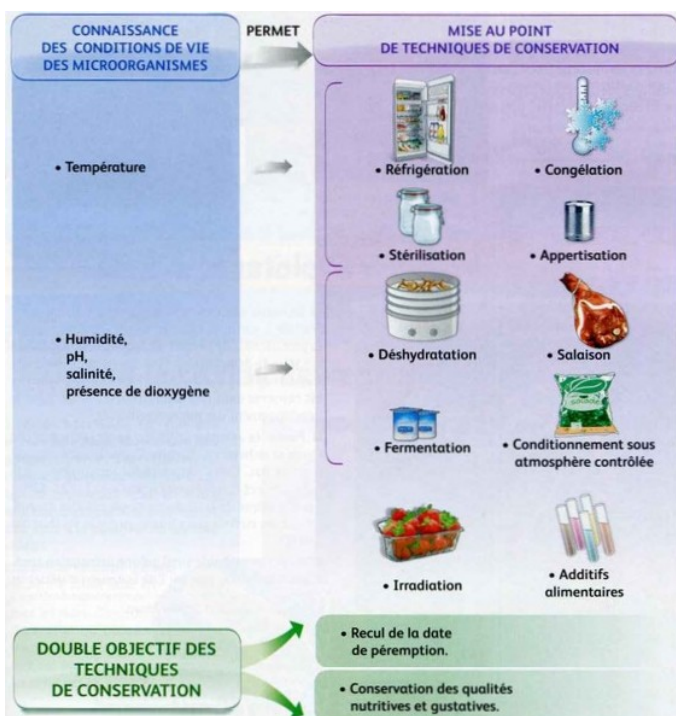 CONNAISSANCE
DES CONDITIONS DE VIE
DES MICROORGANISMES
PERMET
MISE AU POINT
DE TECHNIQUES DE CONSERVATION
• Température
• Réfrigération
• Congélation
• Stérilisation
• Appertisation
• Humidité,
pH,
salinité,
présence de dioxygène
• Déshydratation
• Salaison
• Fermentation
• Conditionnement sous
atmosphère contrôlée
• Irradiation
• Additifs
alimentaires
DOUBLE OBJECTIF DES
TECHNIQUES
DE CONSERVATION
• Recul de la date
de péremption.
• Conservation des qualités
nutritives et gustatives.